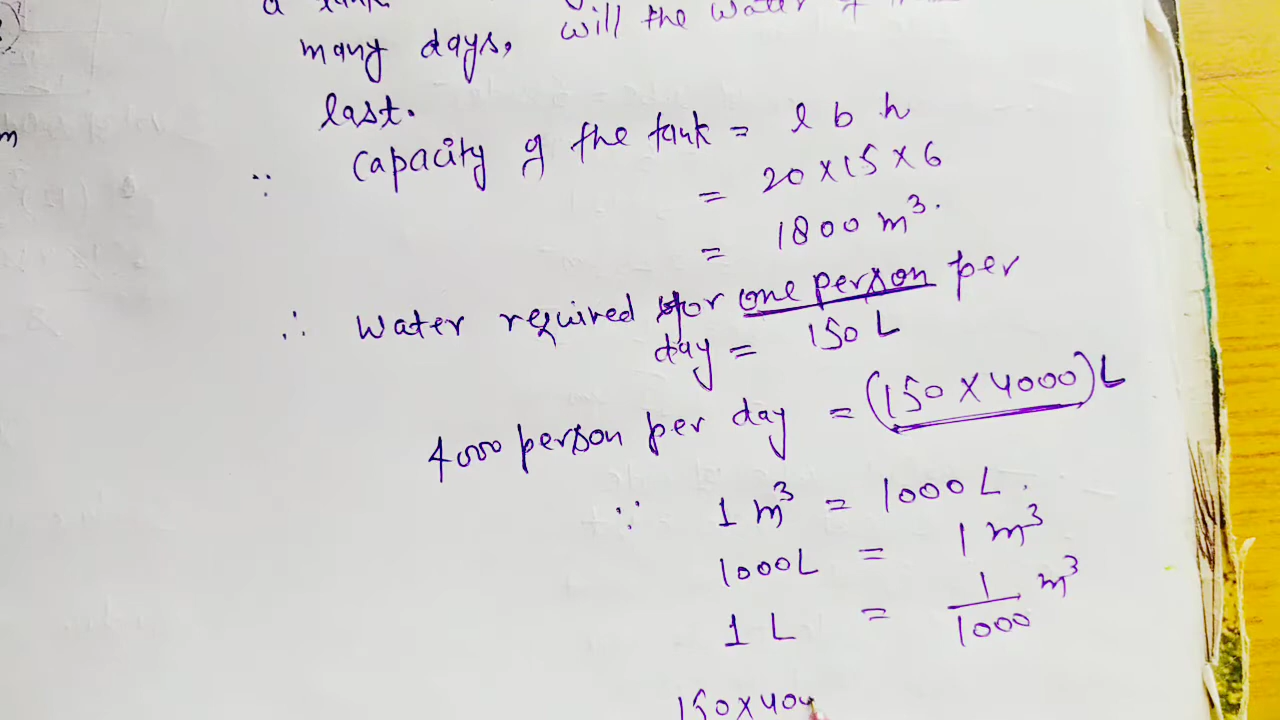 a tank will the water
many days,
last.
∵ Capacity of the tank = l b h
= 20 × 15 × 6
= 1800 m³.
∴ Water required for one person per
day = 150 L
4000 person per day = (150 × 4000) L
∵ 1 m³ = 1000 L.
1000 L = 1 m³
1 L = 1/1000 m³
150 × 40
m